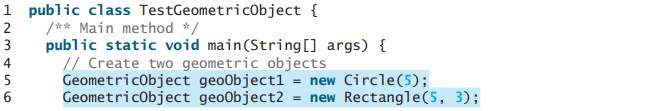 1 public class TestGeometricObject {
2 /** Main method */
3 public static void main(String[] args) {
4 // Create two geometric objects
5 GeometricObject geoObject1 = new Circle(5);
6 GeometricObject geoObject2 = new Rectangle(5, 3);